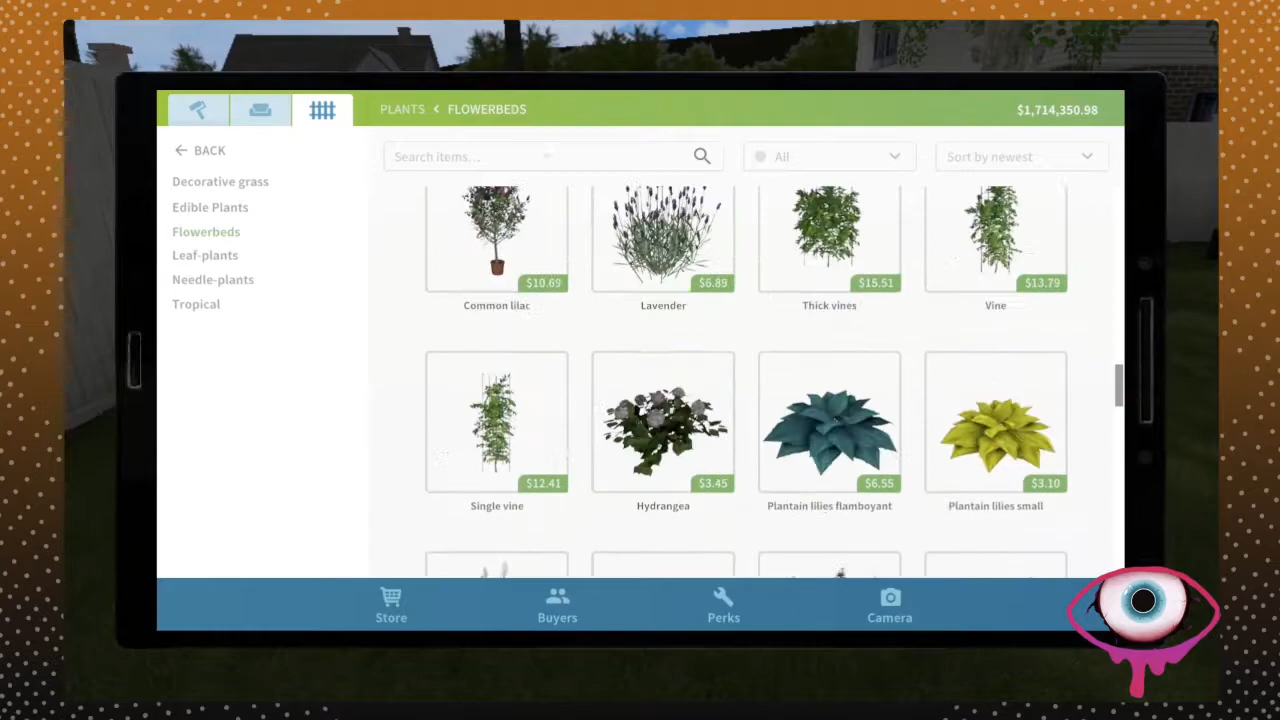 PLANTS < FLOWERBEDS
$1,714,350.98
BACK
Search items...
All
Sort by newest
Decorative grass
Edible Plants
Flowerbeds
Leaf-plants
Needle-plants
Tropical
$10.69
$6.89
$15.51
$13.79
Common lilac
Lavender
Thick vines
Vine
$12.41
$3.45
$6.55
$3.10
Single vine
Hydrangea
Plantain lilies flamboyant
Plantain lilies small
Store
Buyers
Perks
Camera